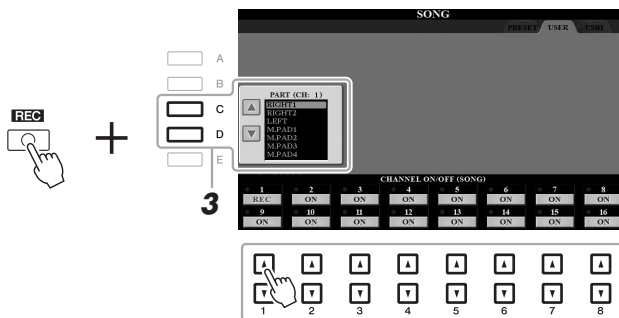 SONG
PRESET USER USB1
A
B
C
D
E
REC
+
3
PART (CH: 1)
RIGHT1
RIGHT2
LEFT
M.PAD1
M.PAD2
M.PAD3
M.PAD4
CHANNEL ON/OFF (SONG)
1 2 3 4 5 6 7 8
REC ON ON ON ON ON ON ON
9 10 11 12 13 14 15 16
ON ON ON ON ON ON ON ON
1 2 3 4 5 6 7 8